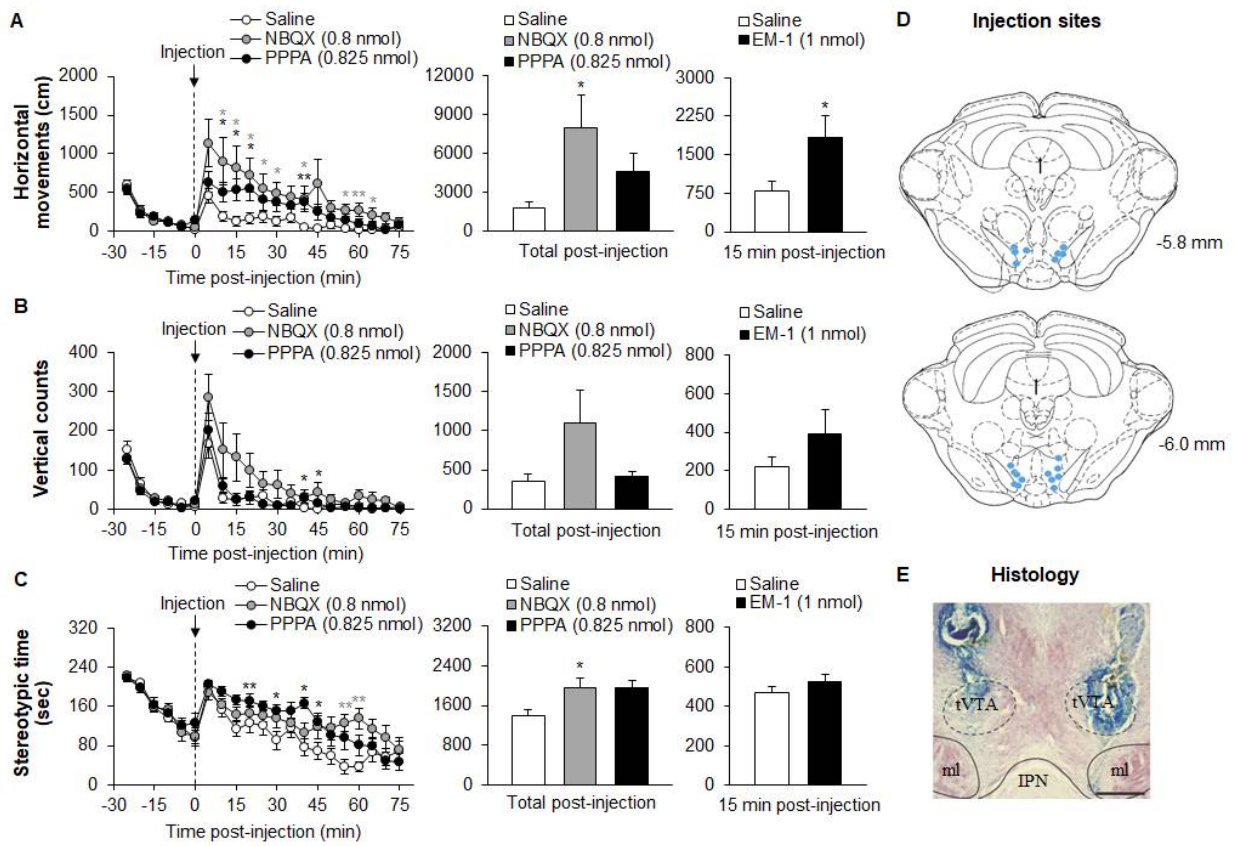 A
Saline
NBQX (0.8 nmol)
PPPA (0.825 nmol)
Injection
Horizontal
movements (cm)
2000
1500
1000
500
0
* * * * * ** ** *
* * * **
-30 -15 0 15 30 45 60 75
Time post-injection (min)
Saline
NBQX (0.8 nmol)
PPPA (0.825 nmol)
12000
9000
6000
3000
0
*
Total post-injection
Saline
EM-1 (1 nmol)
3000
2250
1500
750
0
*
15 min post-injection
B
Saline
NBQX (0.8 nmol)
PPPA (0.825 nmol)
Injection
Vertical counts
400
300
200
100
0
* *
-30 -15 0 15 30 45 60 75
Time post-injection (min)
Saline
NBQX (0.8 nmol)
PPPA (0.825 nmol)
2000
1500
1000
500
0
Total post-injection
Saline
EM-1 (1 nmol)
800
600
400
200
0
15 min post-injection
C
Saline
NBQX (0.8 nmol)
PPPA (0.825 nmol)
Injection
Stereotypic time
(sec)
320
240
160
80
0
** * * * ** **
-30 -15 0 15 30 45 60 75
Time post-injection (min)
Saline
NBQX (0.8 nmol)
PPPA (0.825 nmol)
3200
2400
1600
800
0
*
Total post-injection
Saline
EM-1 (1 nmol)
800
600
400
200
0
15 min post-injection
D
Injection sites
-5.8 mm
-6.0 mm
E
Histology
tVTA tVTA
ml IPN ml